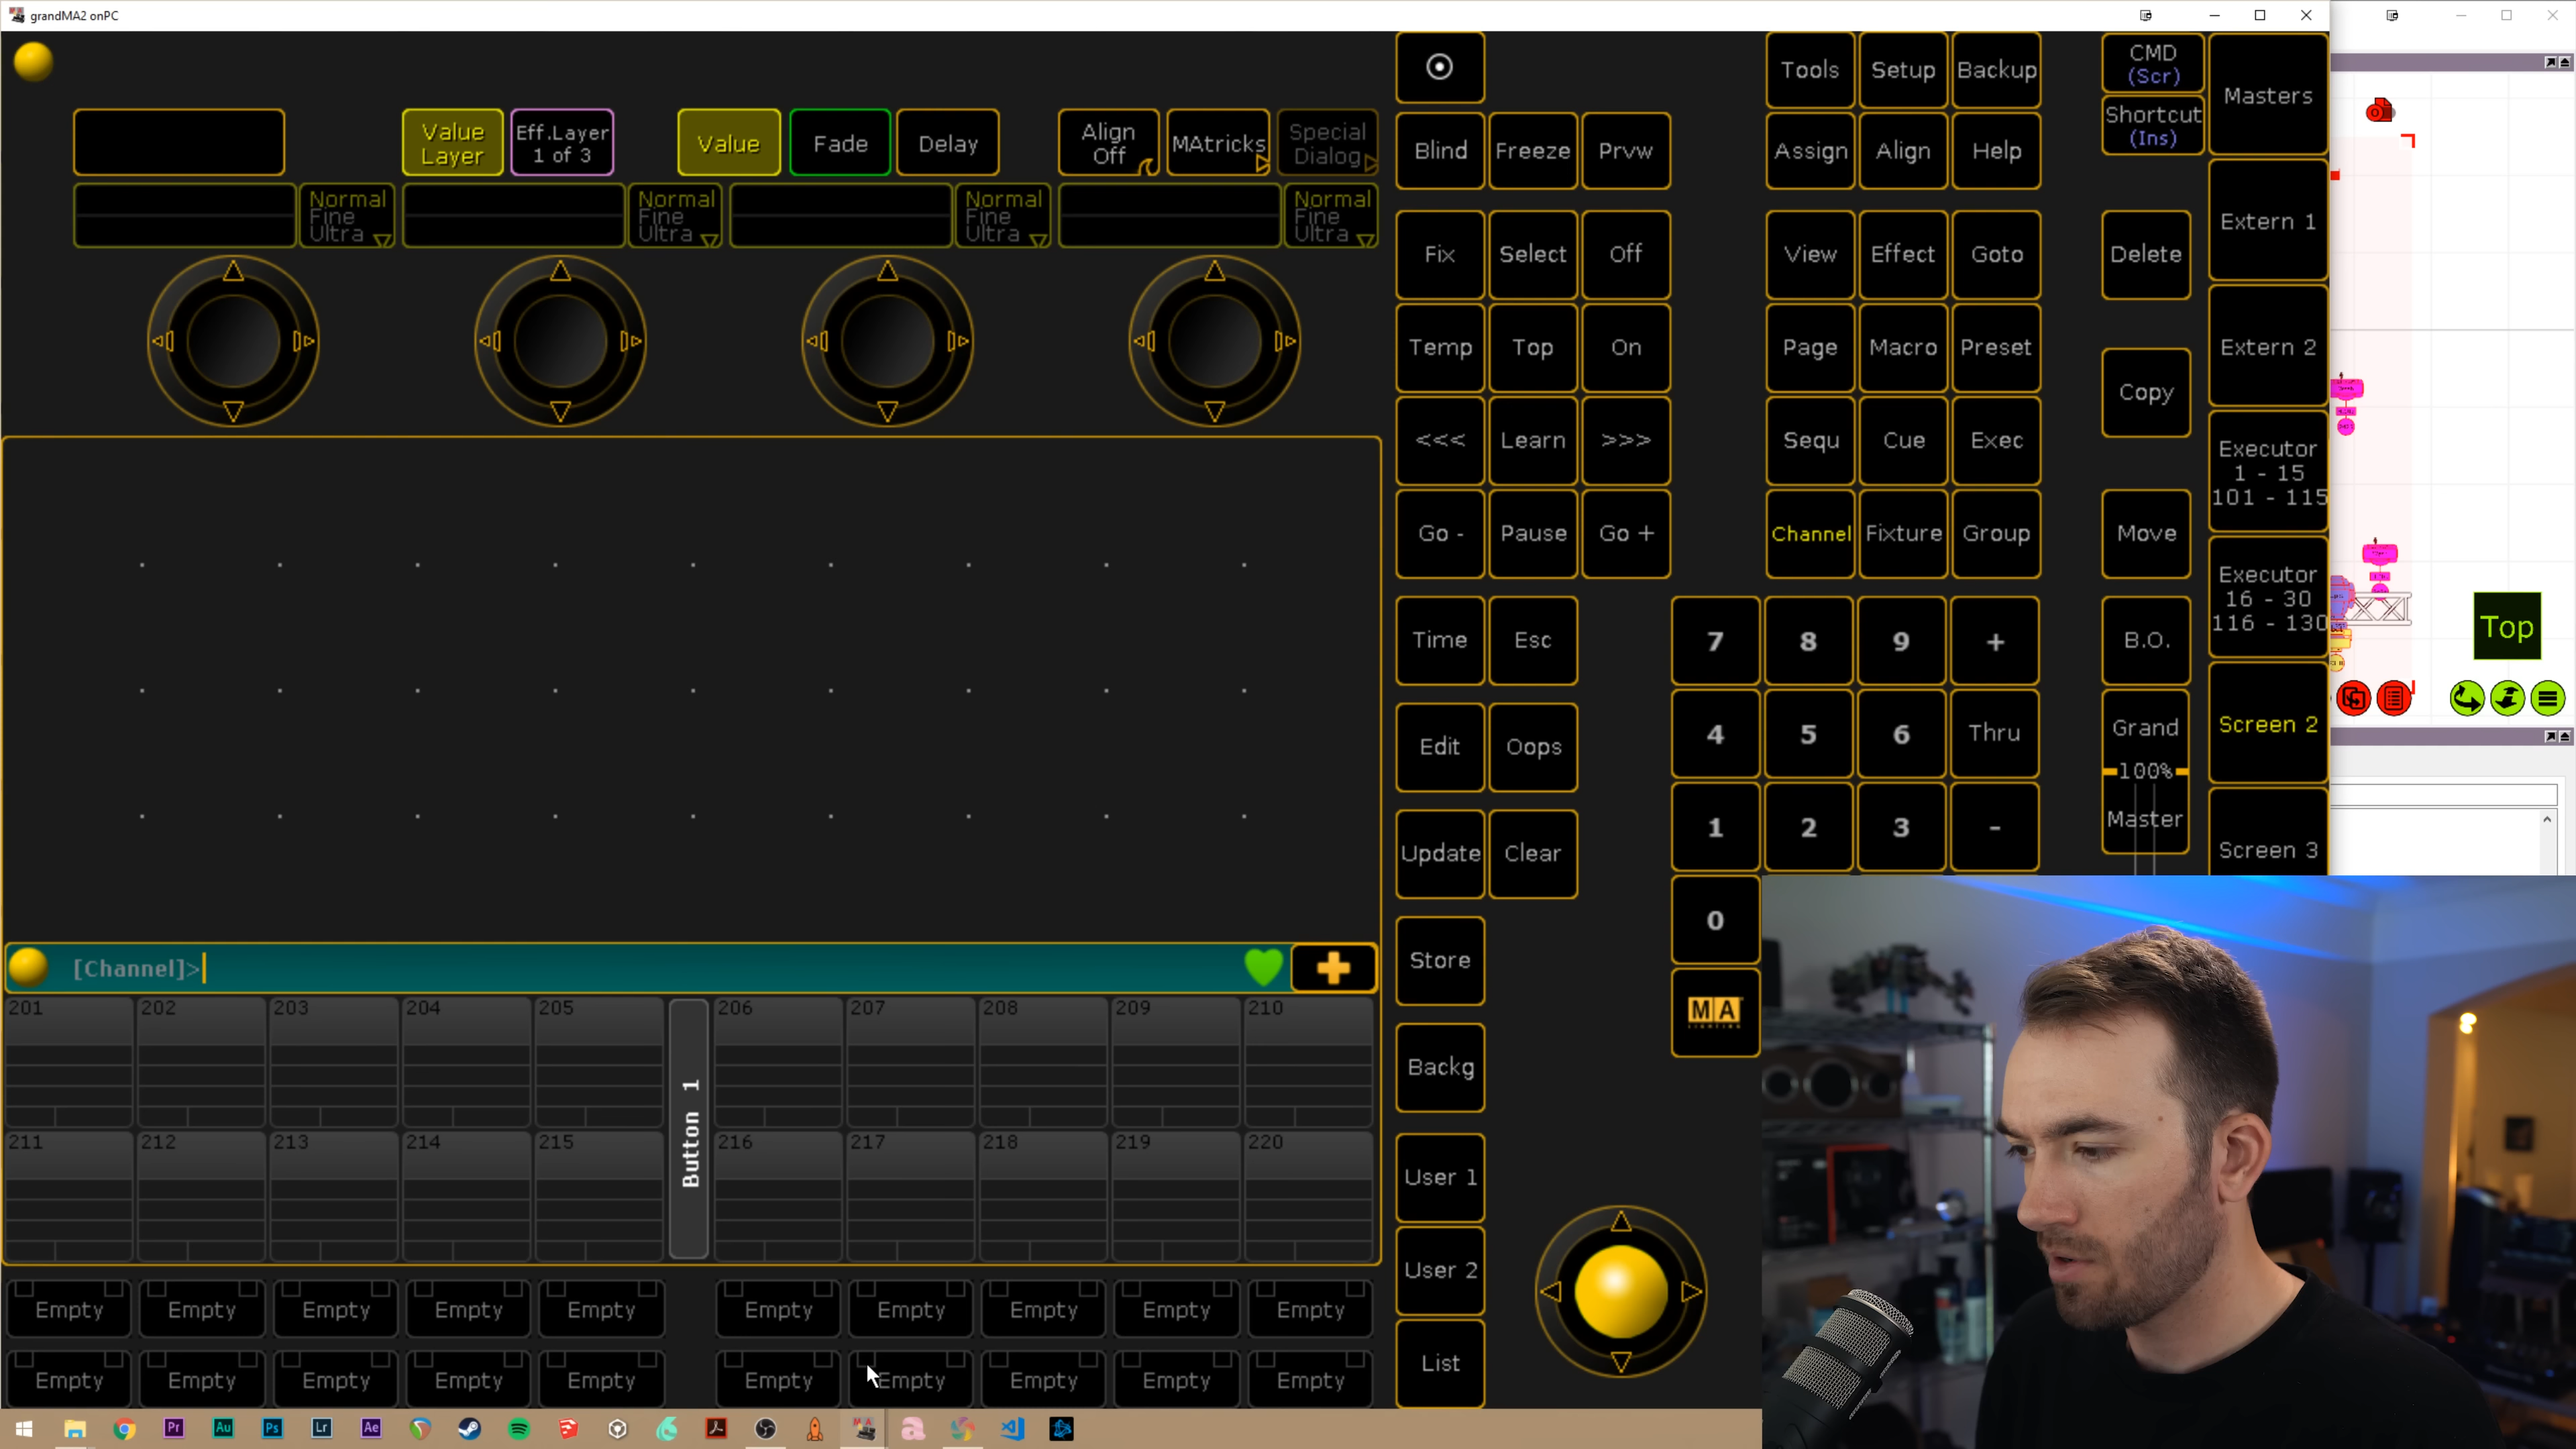 grandMA2 onPC
Value
Layer
Eff.Layer
1 of 3
Value
Fade
Delay
Align
Off
MAtricks
Special
Dialog
Normal
Fine
Ultra
Normal
Fine
Ultra
Normal
Fine
Ultra
Normal
Fine
Ultra
[Channel]>
201 202 203 204 205 206 207 208 209 210
Button 1
211 212 213 214 215 216 217 218 219 220
Empty Empty Empty Empty Empty Empty Empty Empty Empty Empty
Empty Empty Empty Empty Empty Empty Empty Empty Empty Empty
Blind Freeze Prvw
Fix Select Off
Temp Top On
<<< Learn >>>
Go - Pause Go +
Time Esc
Edit Oops
Update Clear
Store
Backg
User 1
User 2
List
Tools Setup Backup
Assign Align Help
View Effect Goto
Page Macro Preset
Sequ Cue Exec
Channel Fixture Group
7 8 9 +
4 5 6 Thru
1 2 3 -
0
MA
LIGHTING
CMD
(Scr)
Shortcut
(Ins)
Delete
Copy
Move
B.O.
Grand
100%
Master
Masters
Extern 1
Extern 2
Executor
1 - 15
101 - 115
Executor
16 - 30
116 - 130
Screen 2
Screen 3
Top
Pr Au Ps Lr Ae